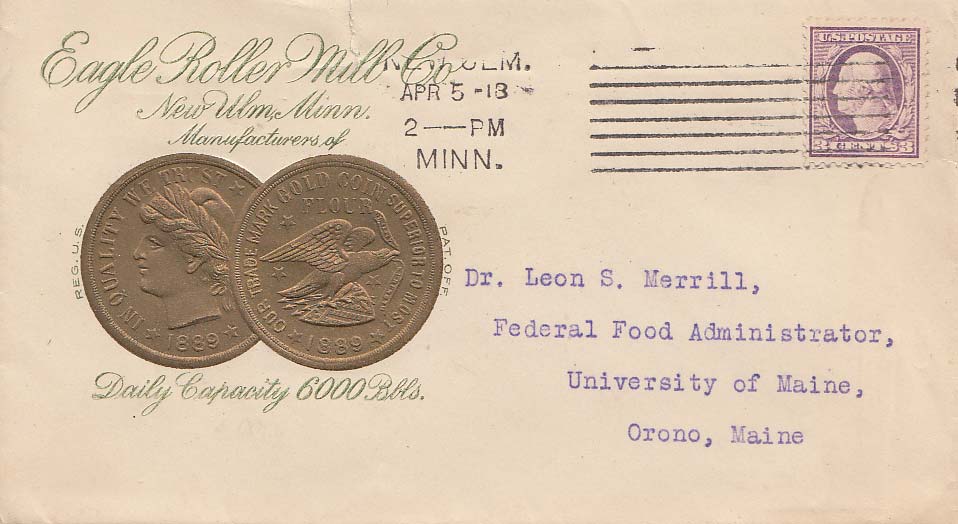 Eagle Roller Mill Co
New Ulm, Minn.
Manufacturers of
REG. U. S.
IN QUALITY WE TRUST
1889
OUR TRADE MARK GOLD COIN SUPERIOR TO MOST
FLOUR
1889
PAT. OFF.
Daily Capacity 6000 Bbls.
ULM.
APR 5 -18
2 — PM
MINN.
U.S. POSTAGE
3 CENTS 3
Dr. Leon S. Merrill,
Federal Food Administrator,
University of Maine,
Orono, Maine